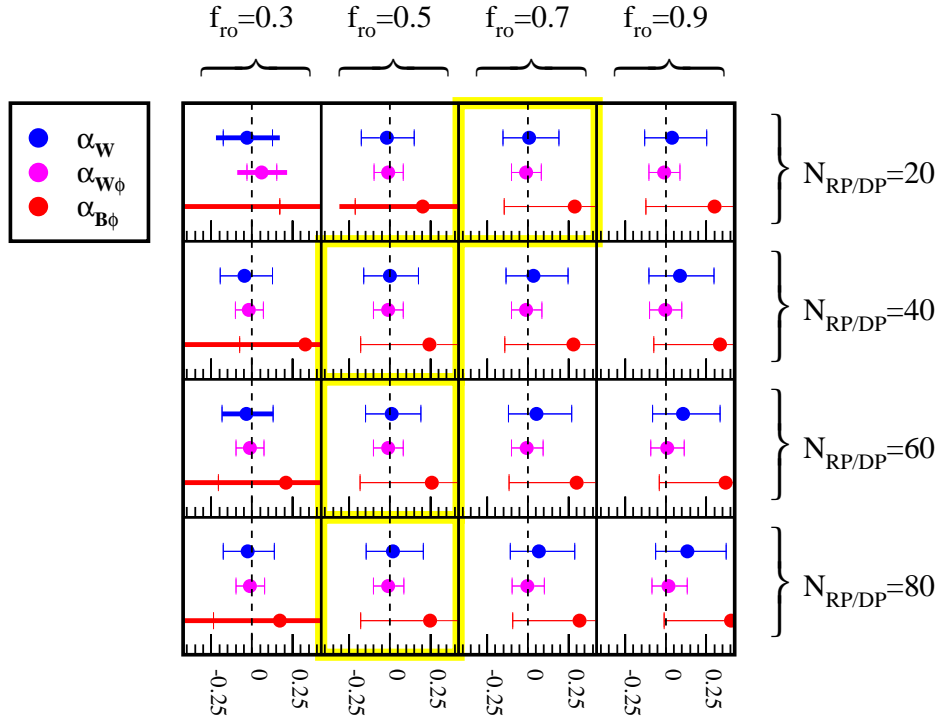 f_ro=0.3 f_ro=0.5 f_ro=0.7 f_ro=0.9
α_W
α_Wϕ
α_Bϕ
N_RP/DP=20
N_RP/DP=40
N_RP/DP=60
N_RP/DP=80
-0.25 0 0.25 -0.25 0 0.25 -0.25 0 0.25 -0.25 0 0.25